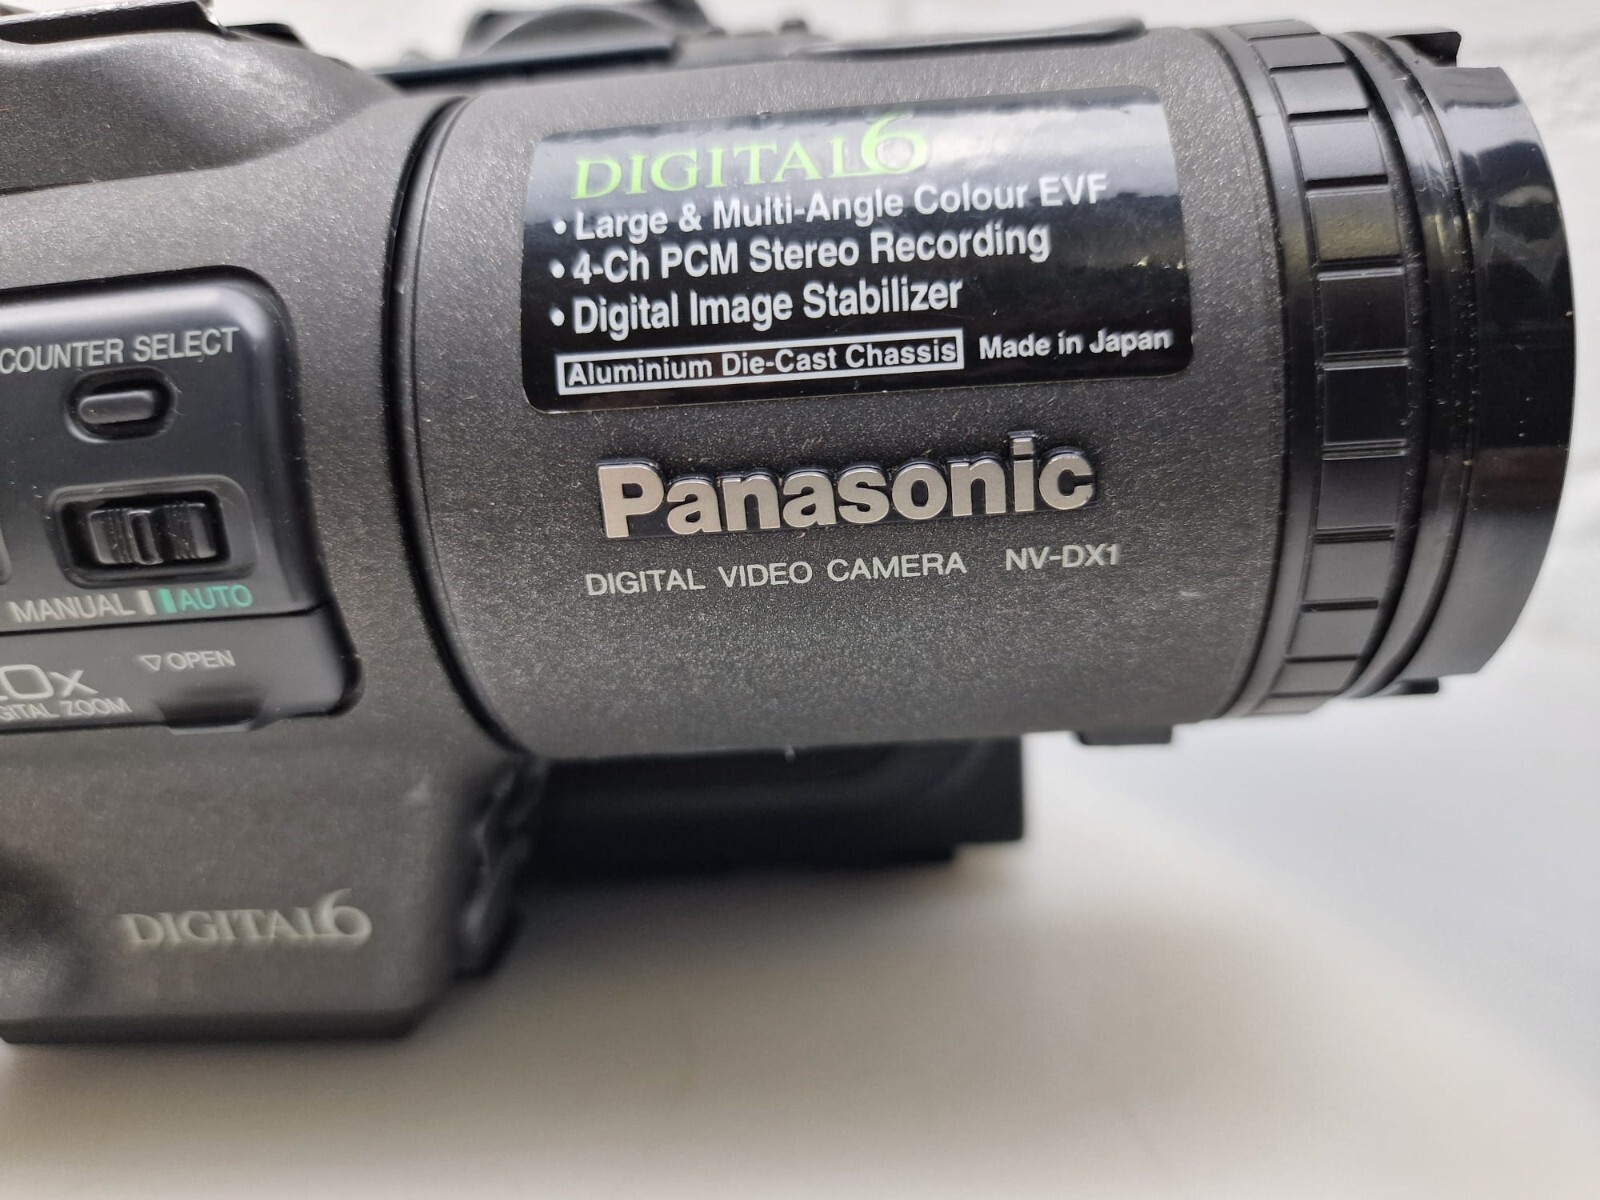 DIGITAL6
• Large & Multi-Angle Colour EVF
• 4-Ch PCM Stereo Recording
• Digital Image Stabilizer
Aluminium Die-Cast Chassis Made in Japan
Panasonic
DIGITAL VIDEO CAMERA NV-DX1
COUNTER SELECT
MANUAL AUTO
▽ OPEN
ZOOM
DIGITAL6